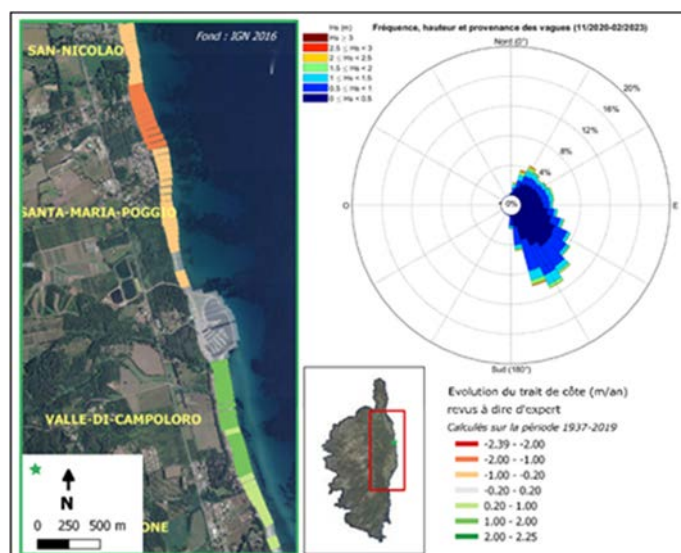 Fond : IGN 2016
SAN-NICOLAO
SANTA-MARIA-POGGIO
VALLE-DI-CAMPOLORO
ONE
N
0 250 500 m
Hs (m)
Hs ≥ 3
2.5 ≤ Hs < 3
2 ≤ Hs < 2.5
1.5 ≤ Hs < 2
1 ≤ Hs < 1.5
0.5 ≤ Hs < 1
0 ≤ Hs < 0.5
Fréquence, hauteur et provenance des vagues (11/2020-02/2023)
Nord (0°)
20%
16%
12%
8%
4%
0%
O
E
Sud (180°)
Evolution du trait de côte (m/an)
revus à dire d'expert
Calculés sur la période 1937-2019
-2.39 - -2.00
-2.00 - -1.00
-1.00 - -0.20
-0.20 - 0.20
0.20 - 1.00
1.00 - 2.00
2.00 - 2.25